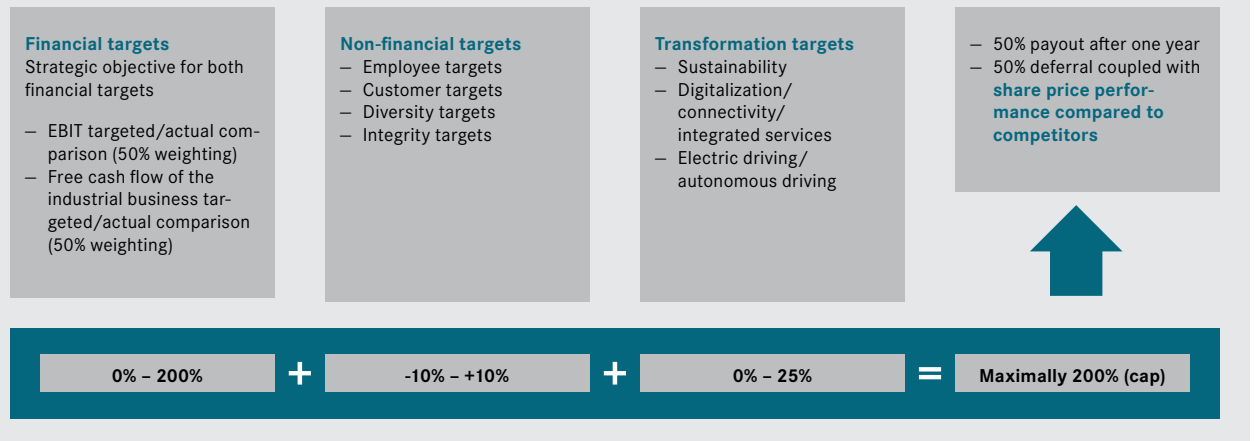 Financial targets
Strategic objective for both
financial targets
— EBIT targeted/actual com-
parison (50% weighting)
— Free cash flow of the
industrial business tar-
geted/actual comparison
(50% weighting)
Non-financial targets
— Employee targets
— Customer targets
— Diversity targets
— Integrity targets
Transformation targets
— Sustainability
— Digitalization/
connectivity/
integrated services
— Electric driving/
autonomous driving
— 50% payout after one year
— 50% deferral coupled with
share price perfor-
mance compared to
competitors
0% – 200%
+
-10% – +10%
+
0% – 25%
=
Maximally 200% (cap)